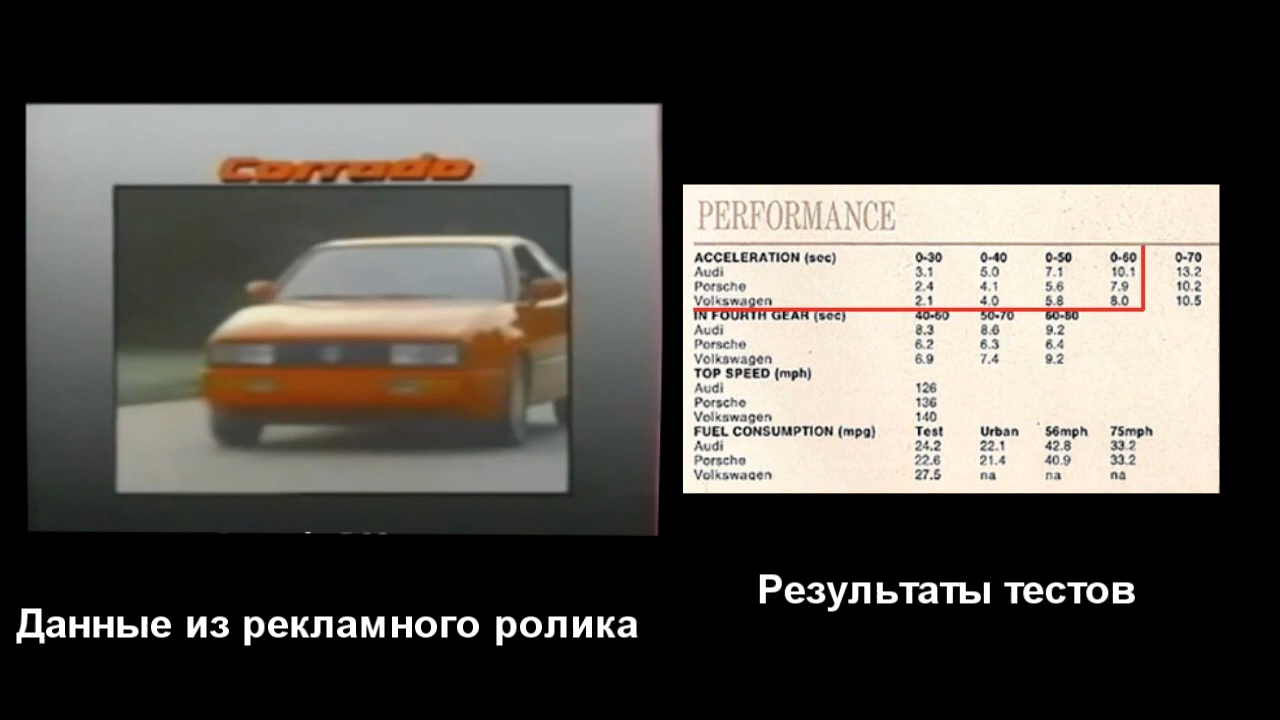 Corrado
PERFORMANCE
ACCELERATION (sec) 0-30 0-40 0-50 0-60 0-70
Audi 3.1 5.0 7.1 10.1 13.2
Porsche 2.4 4.1 5.6 7.9 10.2
Volkswagen 2.1 4.0 5.8 8.0 10.5
IN FOURTH GEAR (sec) 40-60 50-70 60-80
Audi 8.3 8.6 9.2
Porsche 6.2 6.3 6.4
Volkswagen 6.9 7.4 9.2
TOP SPEED (mph)
Audi 126
Porsche 136
Volkswagen 140
FUEL CONSUMPTION (mpg) Test Urban 56mph 75mph
Audi 24.2 22.1 42.8 33.2
Porsche 22.6 21.4 40.9 33.2
Volkswagen 27.5 na na na
Результаты тестов
Данные из рекламного ролика